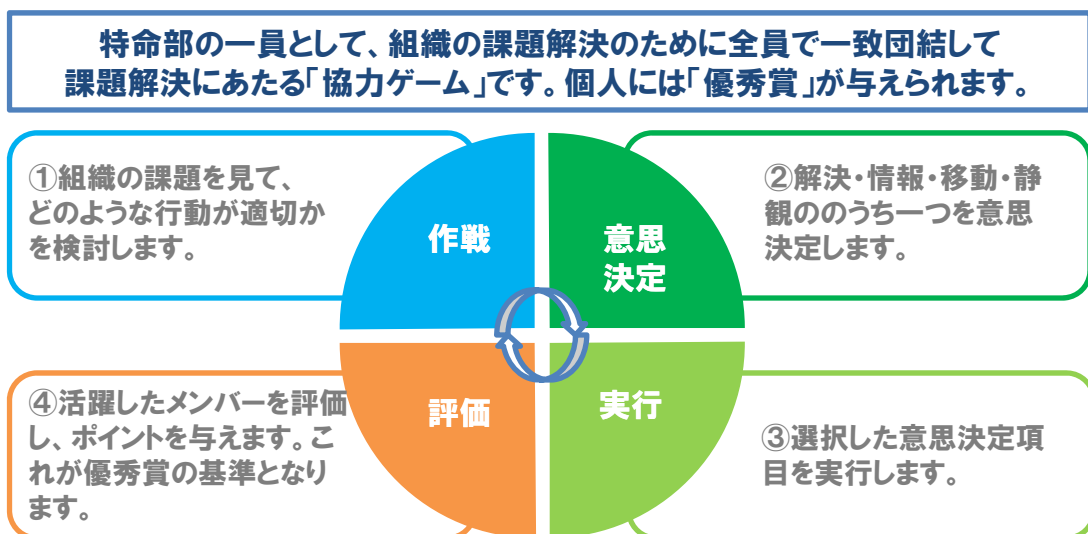 特命部の一員として、組織の課題解決のために全員で一致団結して
課題解決にあたる「協力ゲーム」です。個人には「優秀賞」が与えられます。
①組織の課題を見て、
どのような行動が適切か
を検討します。
作戦
意思
決定
②解決・情報・移動・静
観ののうち一つを意思
決定します。
④活躍したメンバーを評価
し、ポイントを与えます。こ
れが優秀賞の基準となり
ます。
評価
実行
③選択した意思決定項
目を実行します。